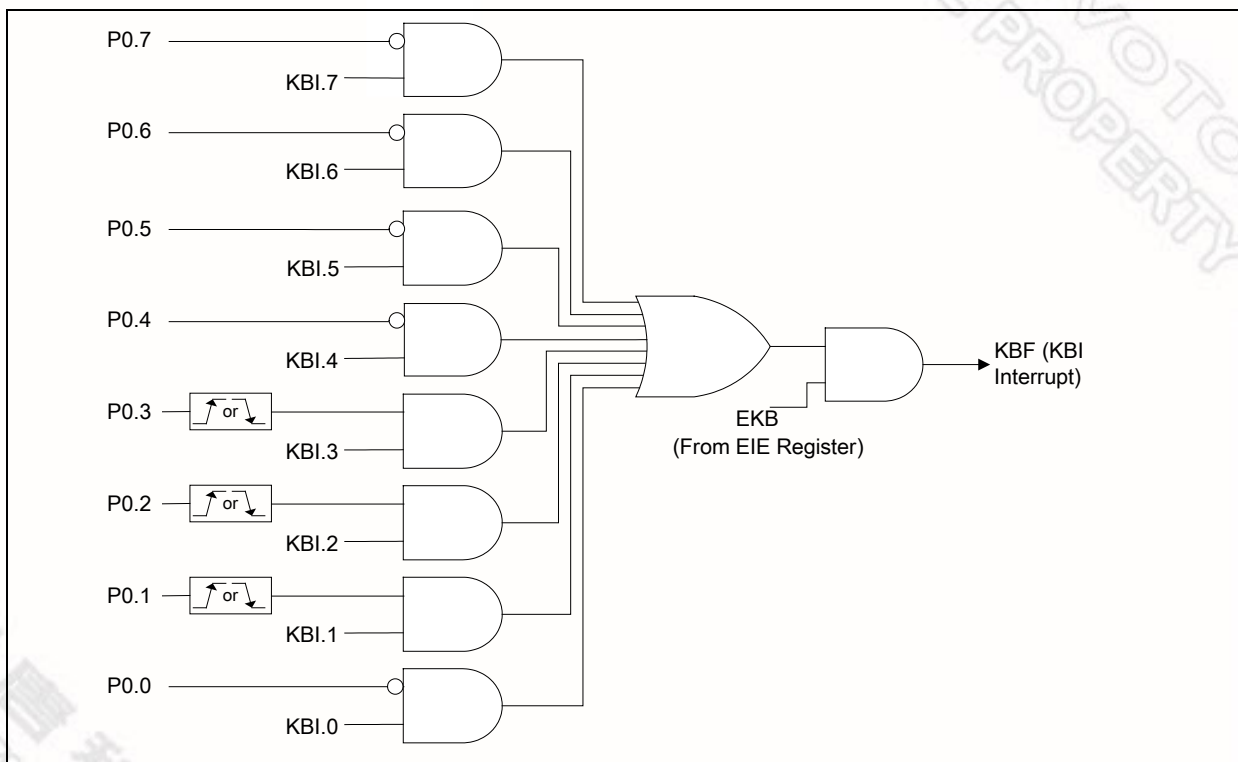 P0.7
KBI.7
P0.6
KBI.6
P0.5
KBI.5
P0.4
KBI.4
P0.3
or
KBI.3
P0.2
or
KBI.2
P0.1
or
KBI.1
P0.0
KBI.0
EKB
(From EIE Register)
KBF (KBI
Interrupt)
PROPERTY